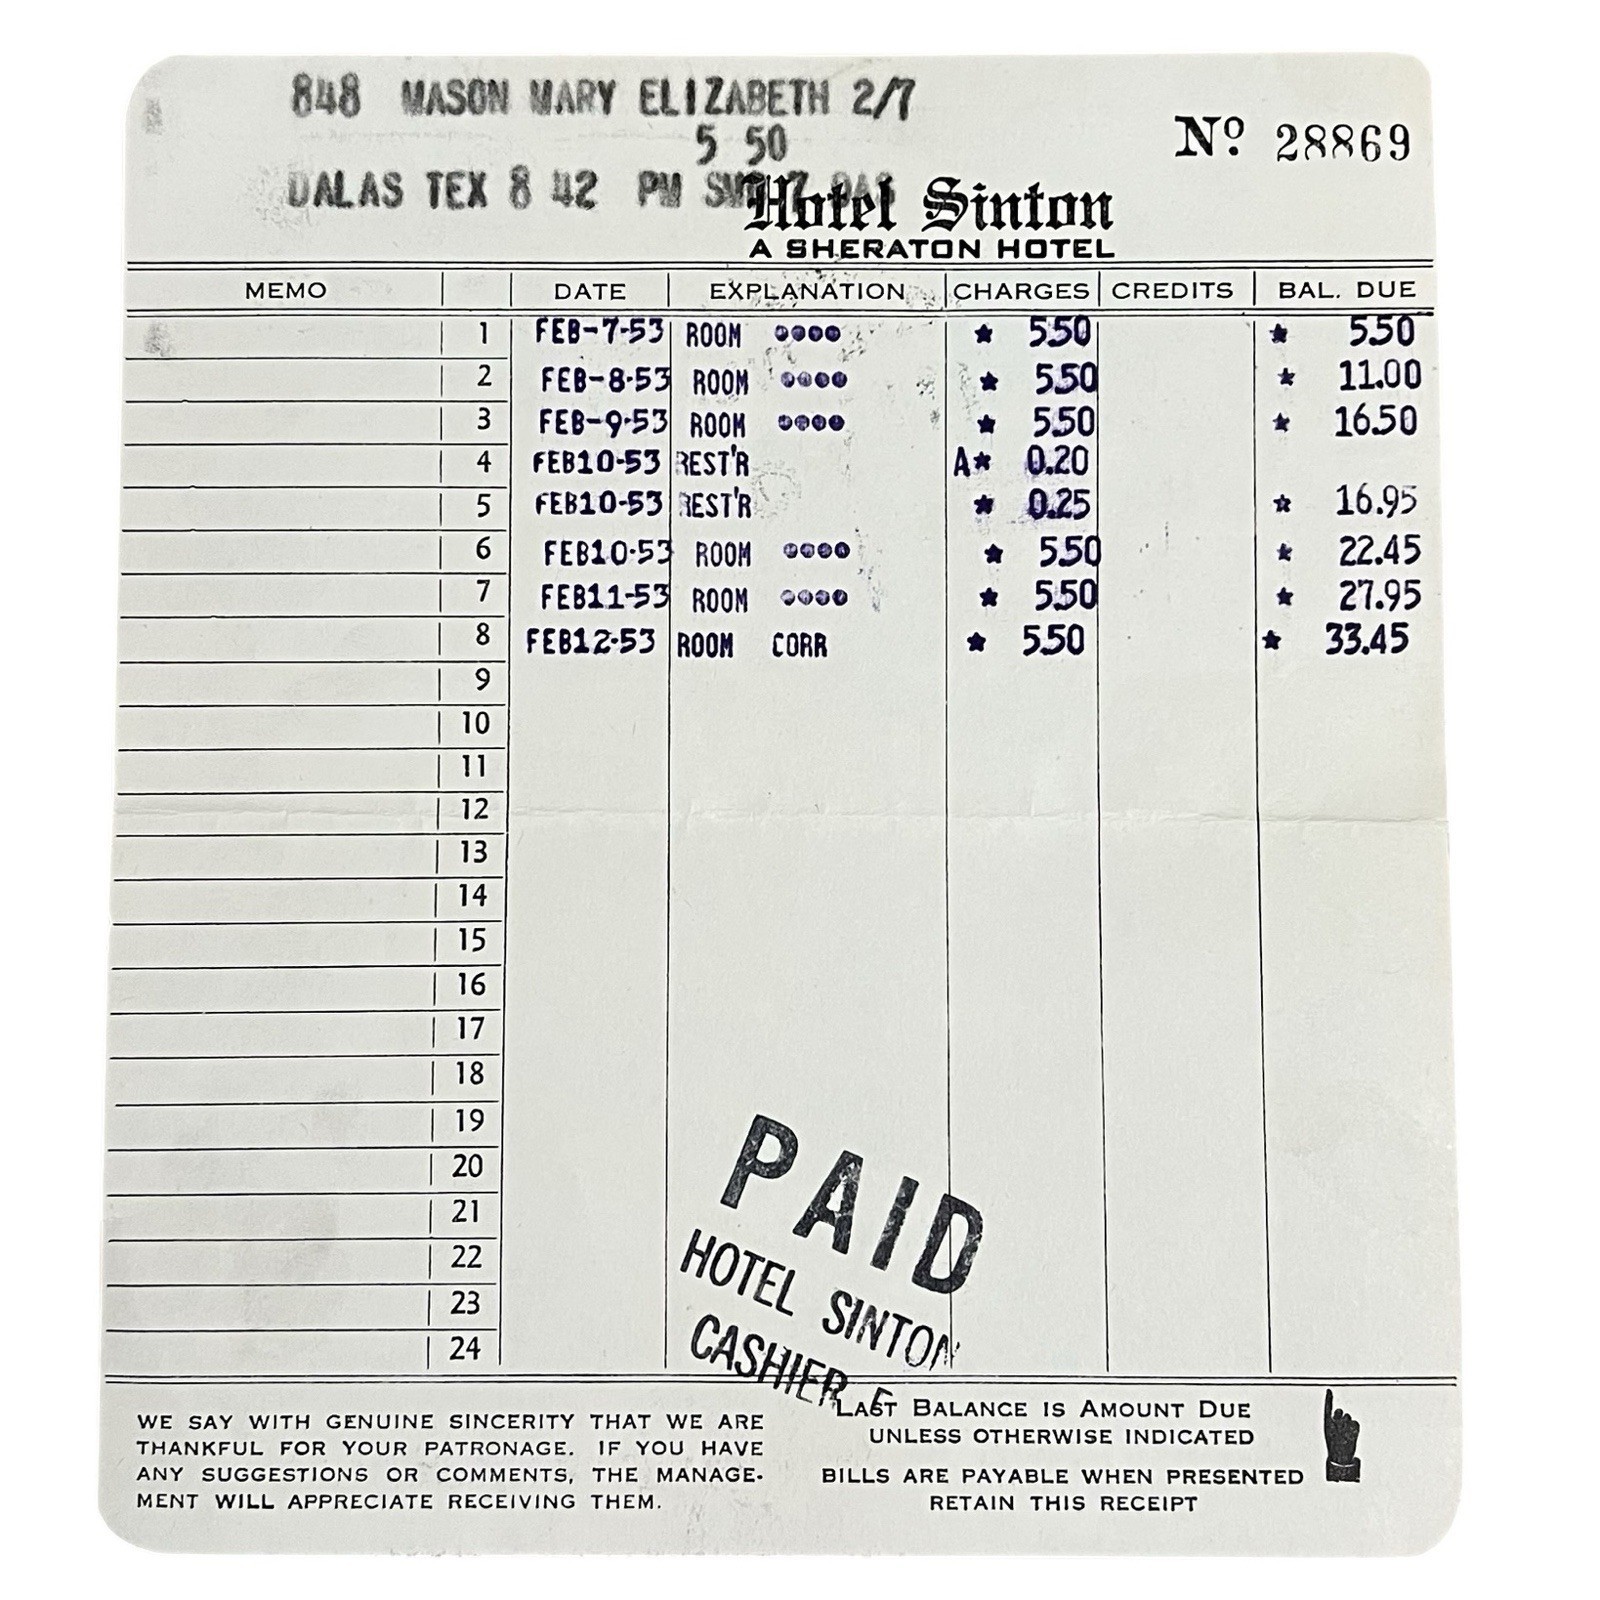 848 MASON MARY ELIZABETH 2/7
5 50
Nº 28869
DALAS TEX 8 42 PM
Hotel Sinton
A SHERATON HOTEL
MEMO DATE EXPLANATION CHARGES CREDITS BAL. DUE
1 FEB-7-53 ROOM ★ 5.50 ★ 5.50
2 FEB-8-53 ROOM ★ 5.50 ★ 11.00
3 FEB-9-53 ROOM ★ 5.50 ★ 16.50
4 FEB10-53 REST'R A★ 0.20
5 FEB10-53 REST'R ★ 0.25 ★ 16.95
6 FEB10-53 ROOM ★ 5.50 ★ 22.45
7 FEB11-53 ROOM ★ 5.50 ★ 27.95
8 FEB12-53 ROOM CORR ★ 5.50 ★ 33.45
9
10
11
12
13
14
15
16
17
18
19
20
21
22
23
24
PAID
HOTEL SINTON
CASHIER
WE SAY WITH GENUINE SINCERITY THAT WE ARE
THANKFUL FOR YOUR PATRONAGE. IF YOU HAVE
ANY SUGGESTIONS OR COMMENTS, THE MANAGE-
MENT WILL APPRECIATE RECEIVING THEM.
LAST BALANCE IS AMOUNT DUE
UNLESS OTHERWISE INDICATED
BILLS ARE PAYABLE WHEN PRESENTED
RETAIN THIS RECEIPT